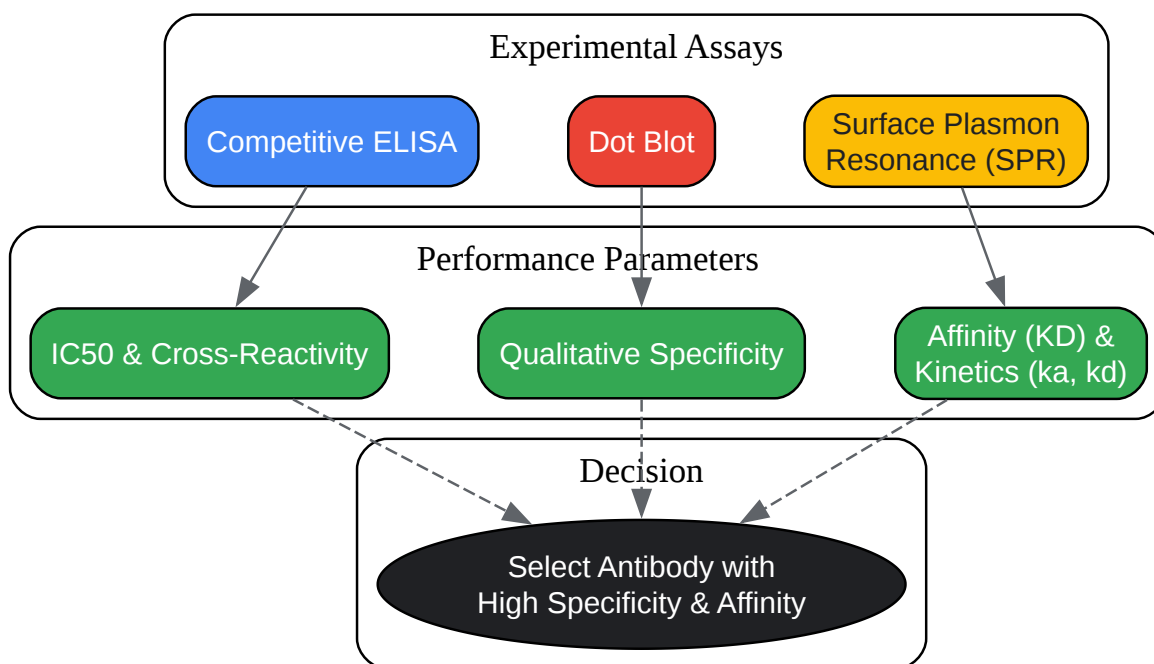 Experimental Assays
Competitive ELISA
Dot Blot
Surface Plasmon
Resonance (SPR)
Performance Parameters
IC50 & Cross-Reactivity
Qualitative Specificity
Affinity (KD) &
Kinetics (ka, kd)
Decision
Select Antibody with
High Specificity & Affinity